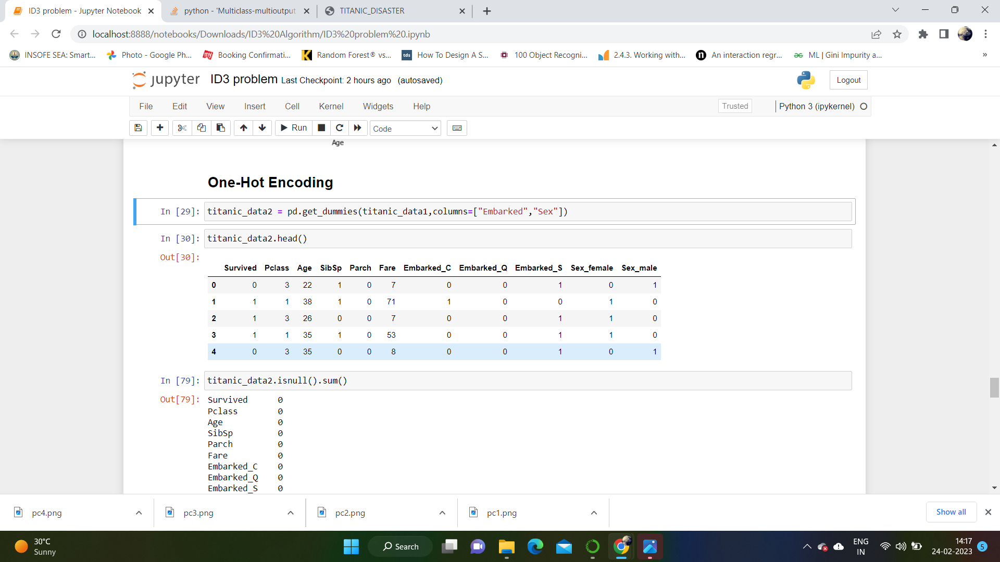 ID3 problem - Jupyter Notebook
python - 'Multiclass-multioutput
TITANIC_DISASTER
localhost:8888/notebooks/Downloads/ID3%20Algorithm/ID3%20problem%20.ipynb
INSOFE SEA: Smart... Photo - Google Ph... Booking Confirmati... Random Forest® vs... tds How To Design A S... 100 Object Recogni... 2.4.3. Working with... n An interaction regr... ML | Gini Impurity a... »
jupyter ID3 problem Last Checkpoint: 2 hours ago (autosaved) Logout
File Edit View Insert Cell Kernel Widgets Help Trusted Python 3 (ipykernel)
Run Code
Age
One-Hot Encoding
In [29]: titanic_data2 = pd.get_dummies(titanic_data1,columns=["Embarked","Sex"])
In [30]: titanic_data2.head()
Out[30]:
Survived Pclass Age SibSp Parch Fare Embarked_C Embarked_Q Embarked_S Sex_female Sex_male
0 0 3 22 1 0 7 0 0 1 0 1
1 1 1 38 1 0 71 1 0 0 1 0
2 1 3 26 0 0 7 0 0 1 1 0
3 1 1 35 1 0 53 0 0 1 1 0
4 0 3 35 0 0 8 0 0 1 0 1
In [79]: titanic_data2.isnull().sum()
Out[79]: Survived 0
Pclass 0
Age 0
SibSp 0
Parch 0
Fare 0
Embarked_C 0
Embarked_Q 0
Embarked_S 0
pc4.png pc3.png pc2.png pc1.png Show all
30°C
Sunny
Search
ENG
IN
14:17
24-02-2023
5